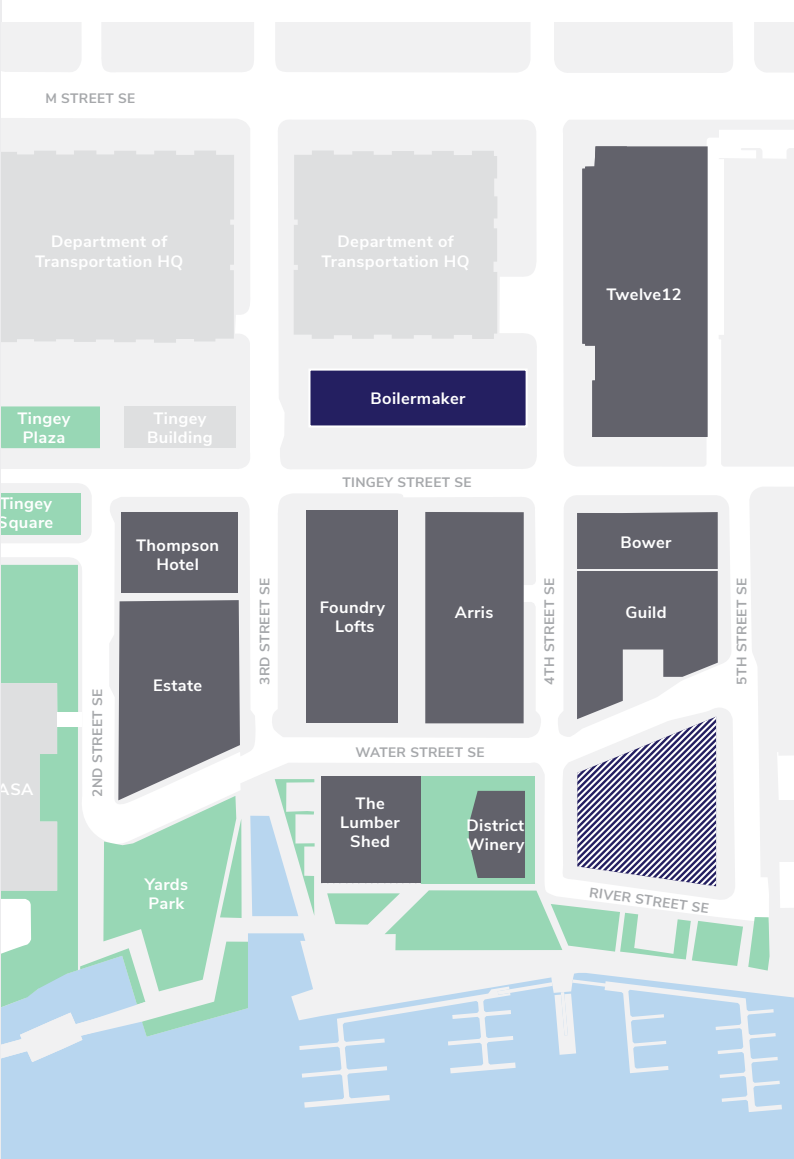 M STREET SE
Department of
Transportation HQ
Department of
Transportation HQ
Twelve12
Boilermaker
Tingey
Plaza
Tingey
Building
TINGEY STREET SE
Tingey
Square
Thompson
Hotel
Bower
Foundry
Lofts
Arris
Guild
3RD STREET SE
4TH STREET SE
5TH STREET SE
Estate
2ND STREET SE
WATER STREET SE
ASA
The
Lumber
Shed
District
Winery
Yards
Park
RIVER STREET SE